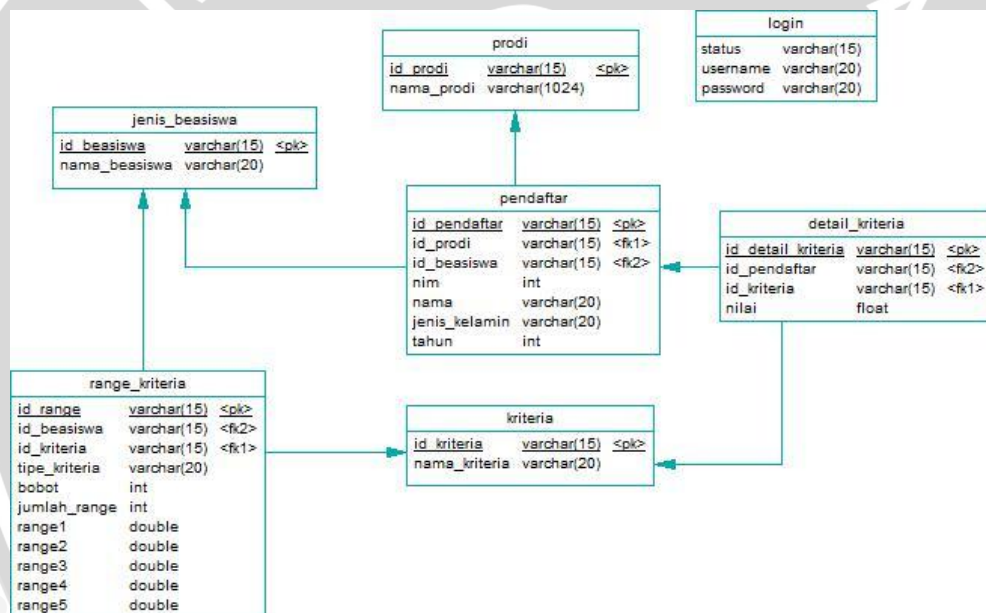 login
status varchar(15)
username varchar(20)
password varchar(20)
prodi
id_prodi varchar(15) <pk>
nama_prodi varchar(1024)
jenis_beasiswa
id_beasiswa varchar(15) <pk>
nama_beasiswa varchar(20)
pendaftar
id_pendaftar varchar(15) <pk>
id_prodi varchar(15) <fk1>
id_beasiswa varchar(15) <fk2>
nim int
nama varchar(20)
jenis_kelamin varchar(20)
tahun int
detail_kriteria
id_detail_kriteria varchar(15) <pk>
id_pendaftar varchar(15) <fk2>
id_kriteria varchar(15) <fk1>
nilai float
range_kriteria
id_range varchar(15) <pk>
id_beasiswa varchar(15) <fk2>
id_kriteria varchar(15) <fk1>
tipe_kriteria varchar(20)
bobot int
jumlah_range int
range1 double
range2 double
range3 double
range4 double
range5 double
kriteria
id_kriteria varchar(15) <pk>
nama_kriteria varchar(20)